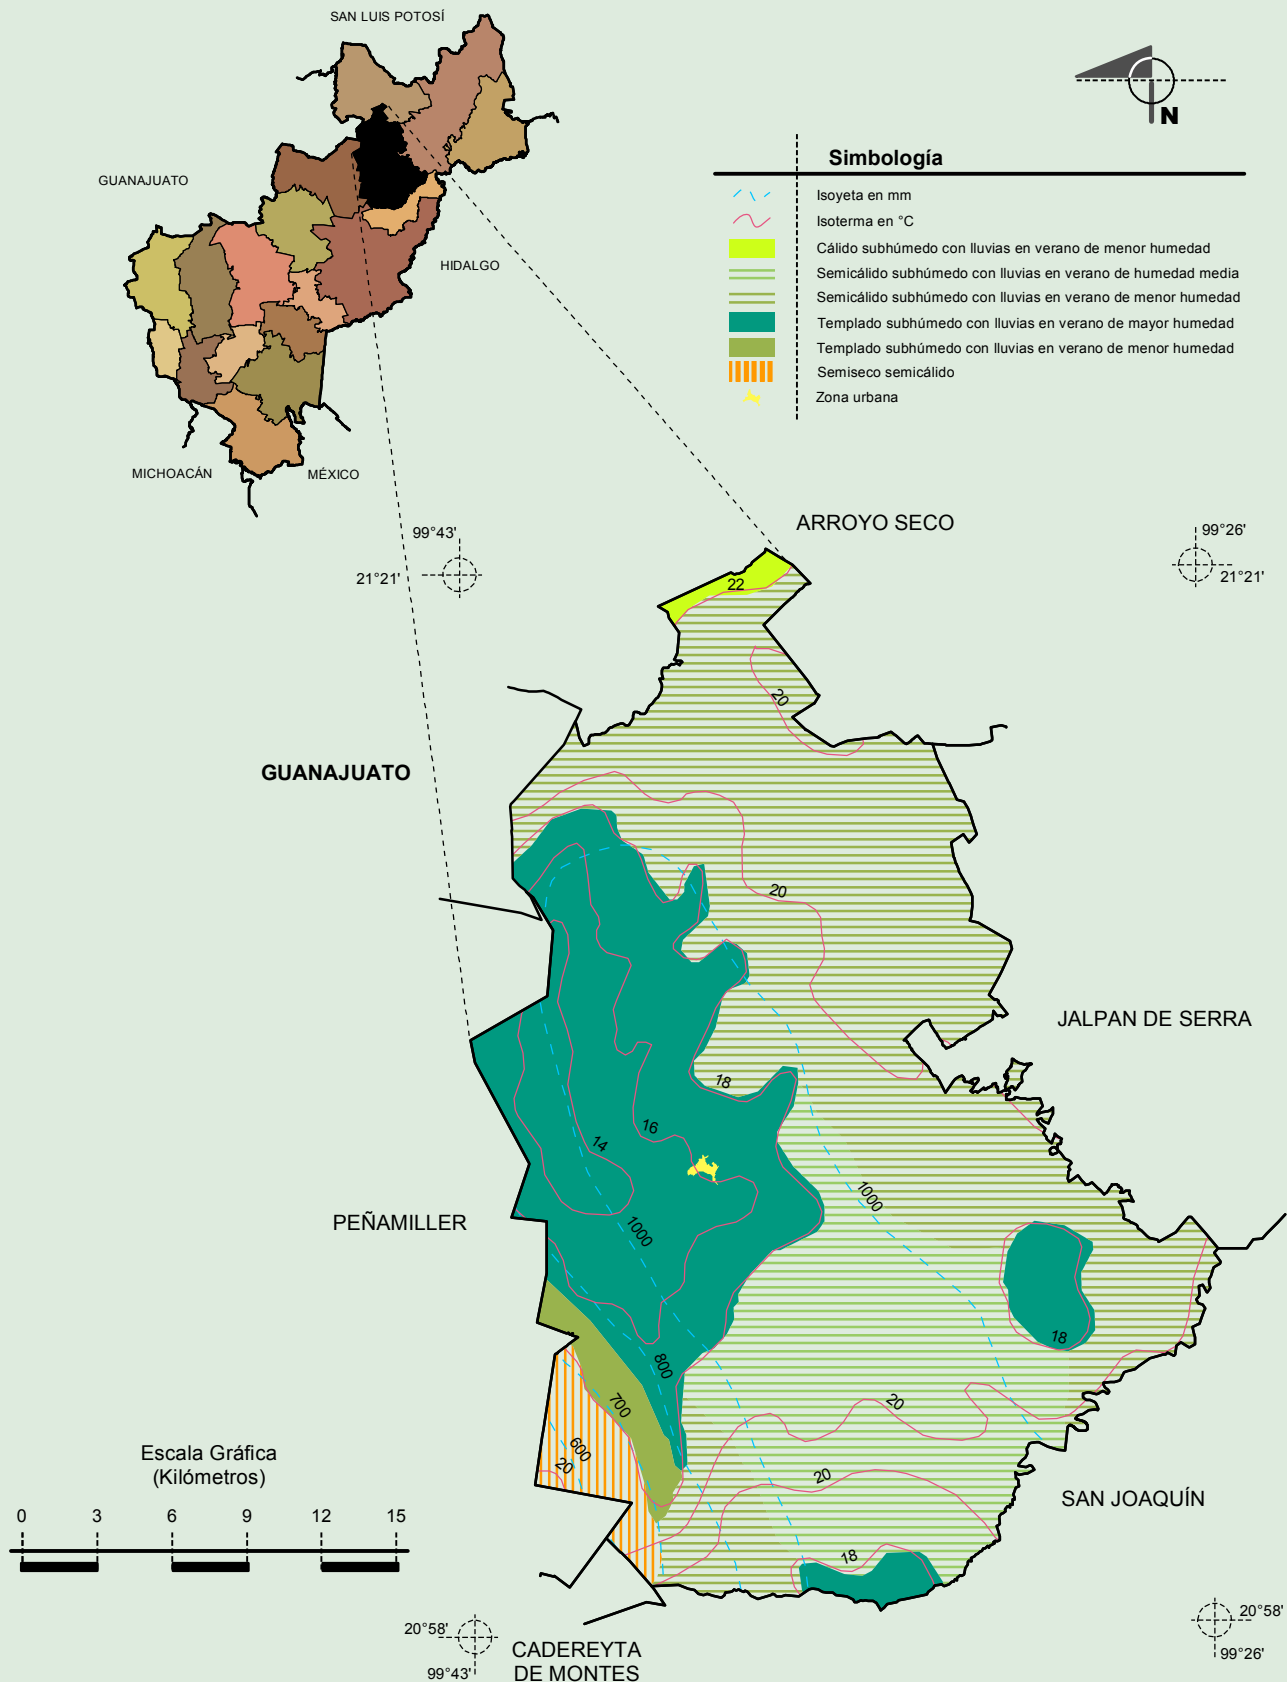 SAN LUIS POTOSÍ
GUANAJUATO
HIDALGO
MICHOACÁN
MÉXICO
N
Simbología
Isoyeta en mm
Isoterma en °C
Cálido subhúmedo con lluvias en verano de menor humedad
Semicálido subhúmedo con lluvias en verano de humedad media
Semicálido subhúmedo con lluvias en verano de menor humedad
Templado subhúmedo con lluvias en verano de mayor humedad
Templado subhúmedo con lluvias en verano de menor humedad
Semiseco semicálido
Zona urbana
ARROYO SECO
99°43'
21°21'
99°26'
21°21'
22
20
GUANAJUATO
20
JALPAN DE SERRA
18
16
14
1000
PEÑAMILLER
1000
18
800
700
20
600
20
20
Escala Gráfica
(Kilómetros)
0 3 6 9 12 15
SAN JOAQUÍN
18
20°58'
99°43'
CADEREYTA
DE MONTES
20°58'
99°26'